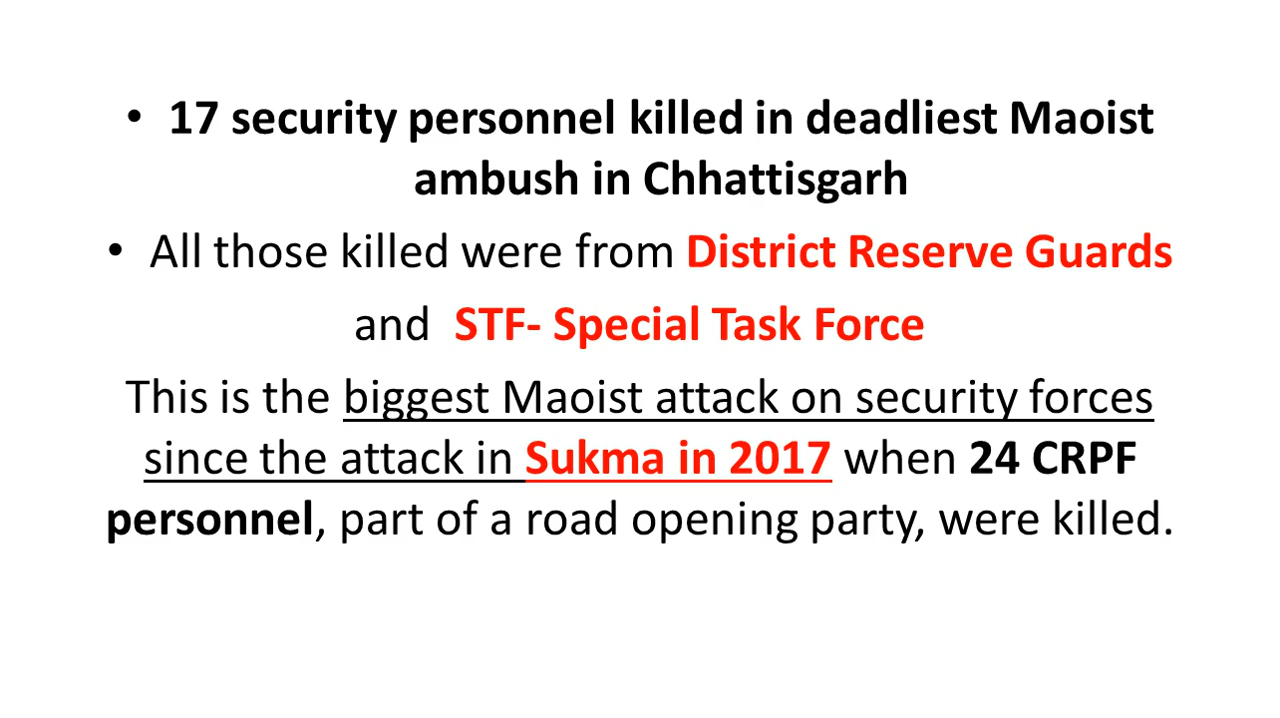 • 17 security personnel killed in deadliest Maoist
ambush in Chhattisgarh
• All those killed were from District Reserve Guards
and STF- Special Task Force
This is the biggest Maoist attack on security forces
since the attack in Sukma in 2017 when 24 CRPF
personnel, part of a road opening party, were killed.